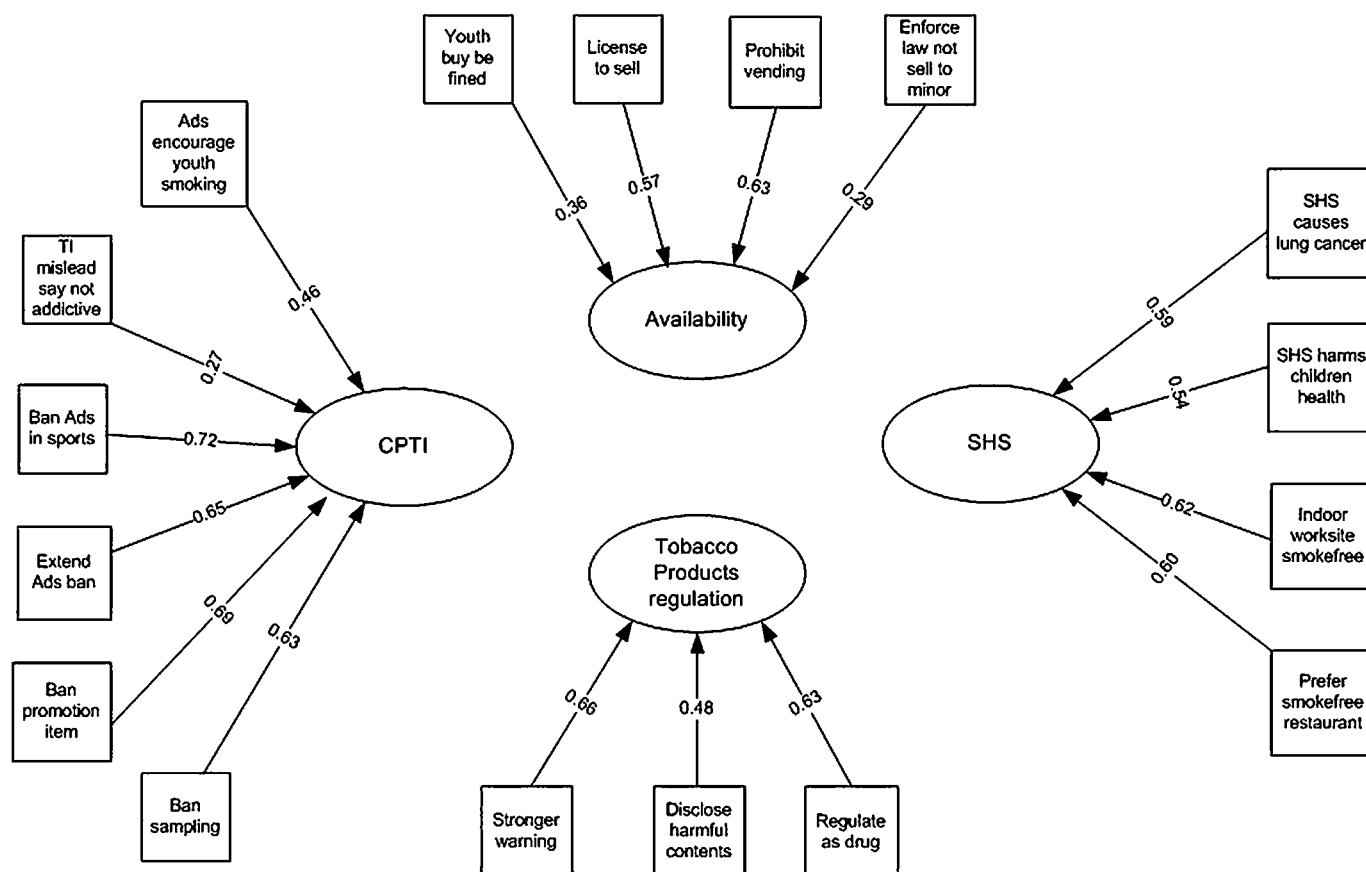 Youth
buy be
fined
License
to sell
Prohibit
vending
Enforce
law not
sell to
minor
0.36
0.57
0.63
0.29
Availability
Ads
encourage
youth
smoking
TI
mislead
say not
addictive
Ban Ads
in sports
Extend
Ads ban
Ban
promotion
item
Ban
sampling
0.46
0.27
0.72
0.65
0.69
0.63
CPTI
SHS
causes
lung cancer
SHS harms
children
health
Indoor
worksite
smokefree
Prefer
smokefree
restaurant
0.59
0.54
0.62
0.60
SHS
Tobacco
Products
regulation
0.66
0.48
0.63
Stronger
warning
Disclose
harmful
contents
Regulate
as drug